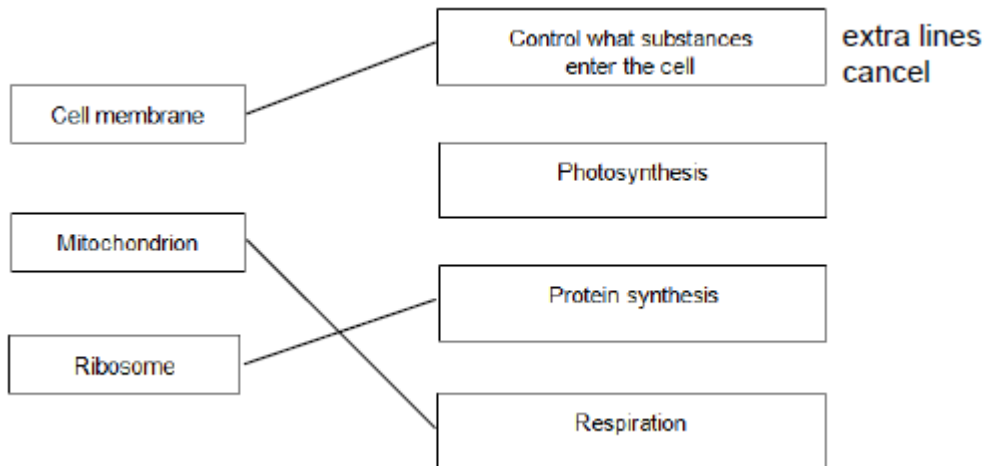 Control what substances
enter the cell
extra lines
cancel
Cell membrane
Photosynthesis
Mitochondrion
Protein synthesis
Ribosome
Respiration